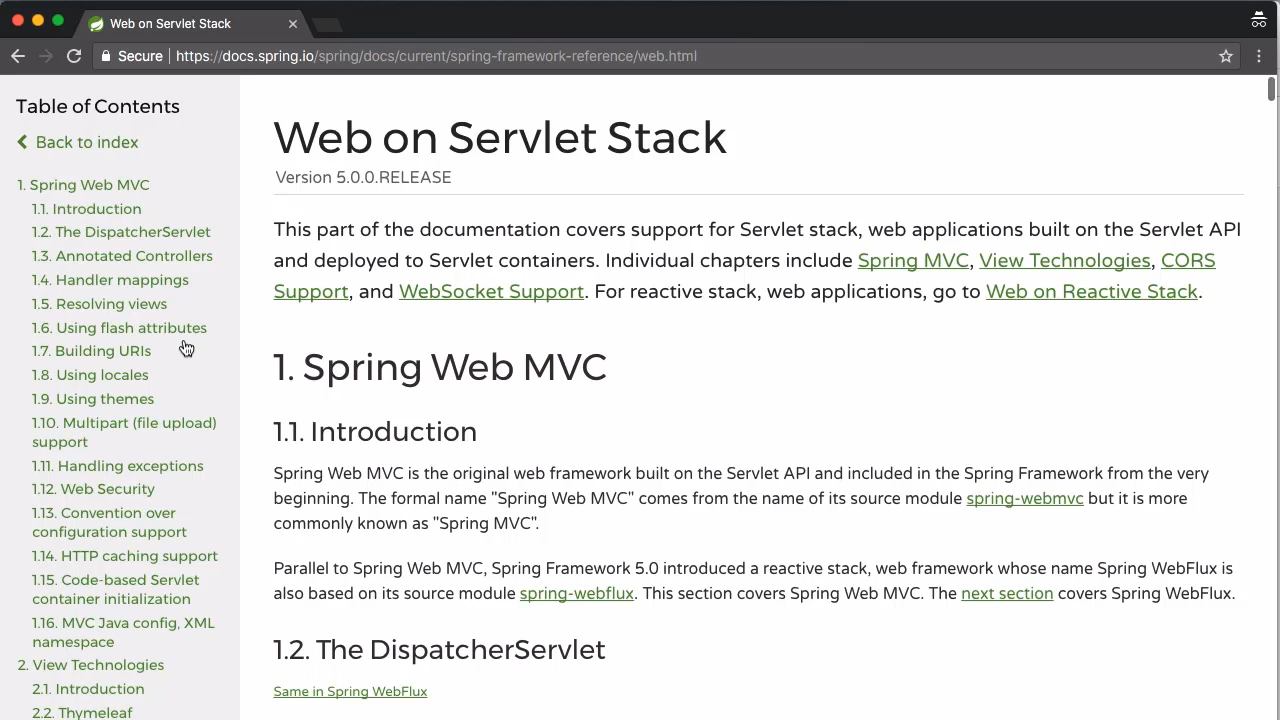 Web on Servlet Stack
Secure
https://docs.spring.io/spring/docs/current/spring-framework-reference/web.html
Table of Contents
Back to index
1. Spring Web MVC
1.1. Introduction
1.2. The DispatcherServlet
1.3. Annotated Controllers
1.4. Handler mappings
1.5. Resolving views
1.6. Using flash attributes
1.7. Building URIs
1.8. Using locales
1.9. Using themes
1.10. Multipart (file upload)
support
1.11. Handling exceptions
1.12. Web Security
1.13. Convention over
configuration support
1.14. HTTP caching support
1.15. Code-based Servlet
container initialization
1.16. MVC Java config, XML
namespace
2. View Technologies
2.1. Introduction
2.2. Thymeleaf
Web on Servlet Stack
Version 5.0.0.RELEASE
This part of the documentation covers support for Servlet stack, web applications built on the Servlet API
and deployed to Servlet containers. Individual chapters include Spring MVC, View Technologies, CORS
Support, and WebSocket Support. For reactive stack, web applications, go to Web on Reactive Stack.
1. Spring Web MVC
1.1. Introduction
Spring Web MVC is the original web framework built on the Servlet API and included in the Spring Framework from the very
beginning. The formal name "Spring Web MVC" comes from the name of its source module spring-webmvc but it is more
commonly known as "Spring MVC".
Parallel to Spring Web MVC, Spring Framework 5.0 introduced a reactive stack, web framework whose name Spring WebFlux is
also based on its source module spring-webflux. This section covers Spring Web MVC. The next section covers Spring WebFlux.
1.2. The DispatcherServlet
Same in Spring WebFlux